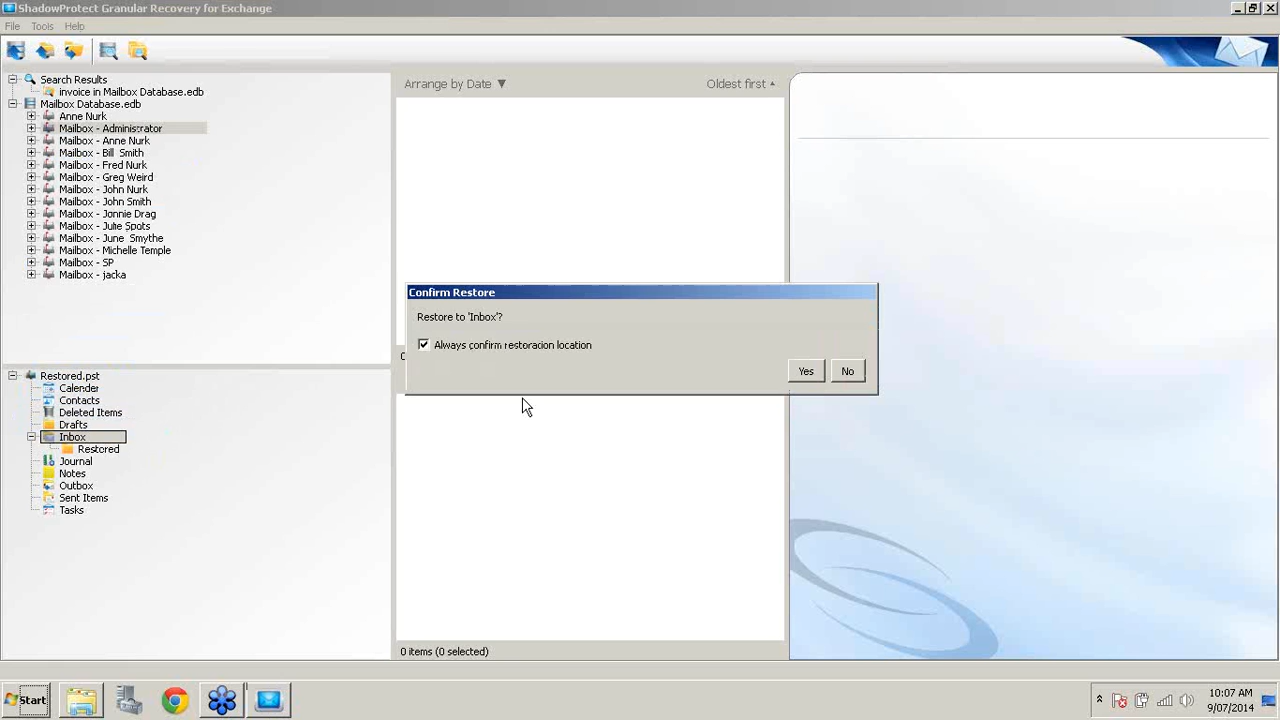 ShadowProtect Granular Recovery for Exchange
File Tools Help
Search Results
invoice in Mailbox Database.edb
Mailbox Database.edb
Anne Nurk
Mailbox - Administrator
Mailbox - Anne Nurk
Mailbox - Bill Smith
Mailbox - Fred Nurk
Mailbox - Greg Weird
Mailbox - John Nurk
Mailbox - John Smith
Mailbox - Jonnie Drag
Mailbox - Julie Spots
Mailbox - June Smythe
Mailbox - Michelle Temple
Mailbox - SP
Mailbox - jacka
Restored.pst
Calender
Contacts
Deleted Items
Drafts
Inbox
Restored
Journal
Notes
Outbox
Sent Items
Tasks
Arrange by Date ▼ Oldest first
Confirm Restore
Restore to 'Inbox'?
Always confirm restoration location
Yes No
0 items (0 selected)
Start
10:07 AM
9/07/2014